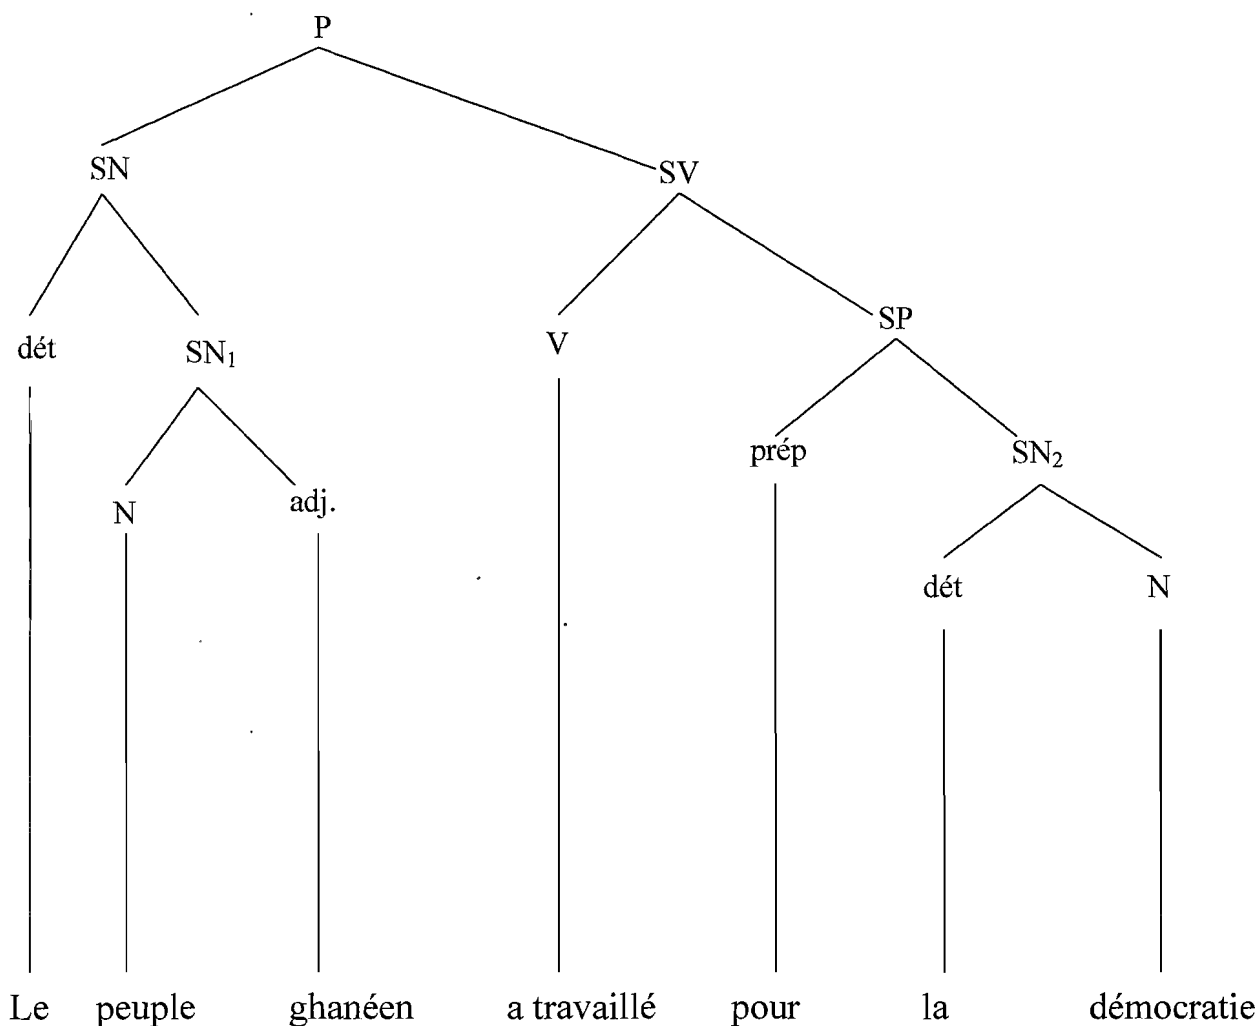 P
SN SV
dét SN₁ V SP
N adj. prép SN₂
dét N
Le peuple ghanéen a travaillé pour la démocratie